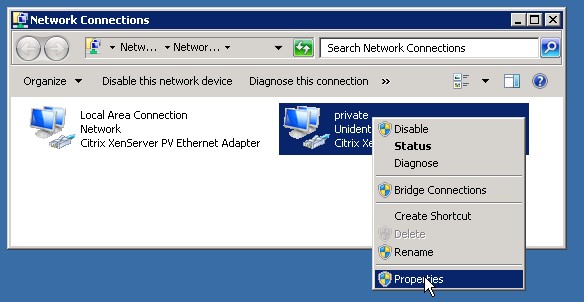 Network Connections
Netw... Networ...
Search Network Connections
Organize Disable this network device Diagnose this connection »
Local Area Connection
Network
Citrix XenServer PV Ethernet Adapter
private
Unident
Citrix Xe
Disable
Status
Diagnose
Bridge Connections
Create Shortcut
Delete
Rename
Properties